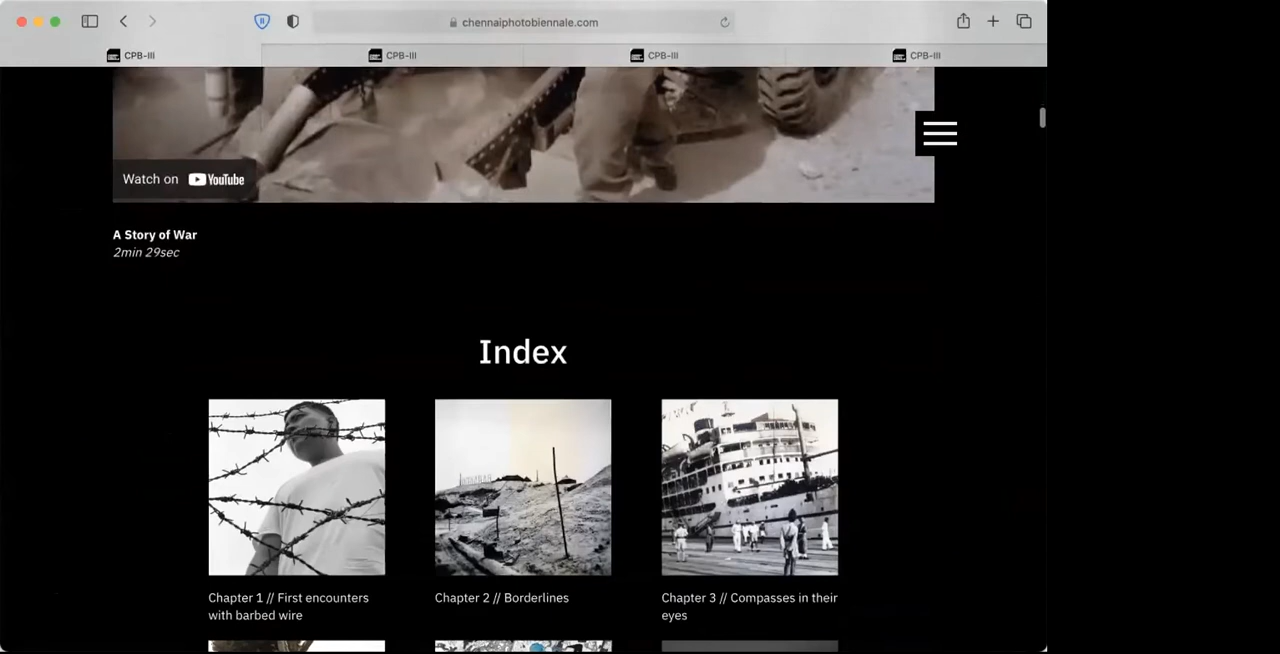 chennaiphotobiennale.com
CPB-III
CPB-III
CPB-III
CPB-III
Watch on YouTube
A Story of War
2min 29sec
Index
Chapter 1 // First encounters
with barbed wire
Chapter 2 // Borderlines
Chapter 3 // Compasses in their
eyes